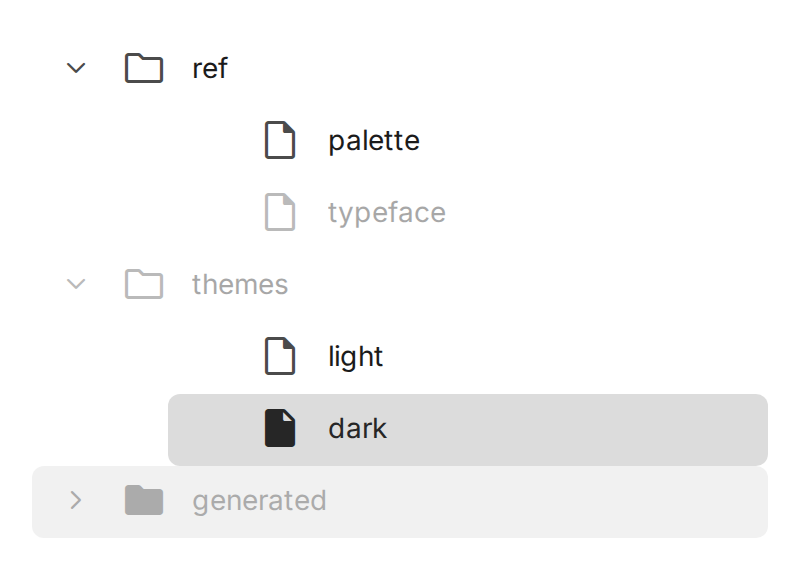 ref
palette
typeface
themes
light
dark
generated